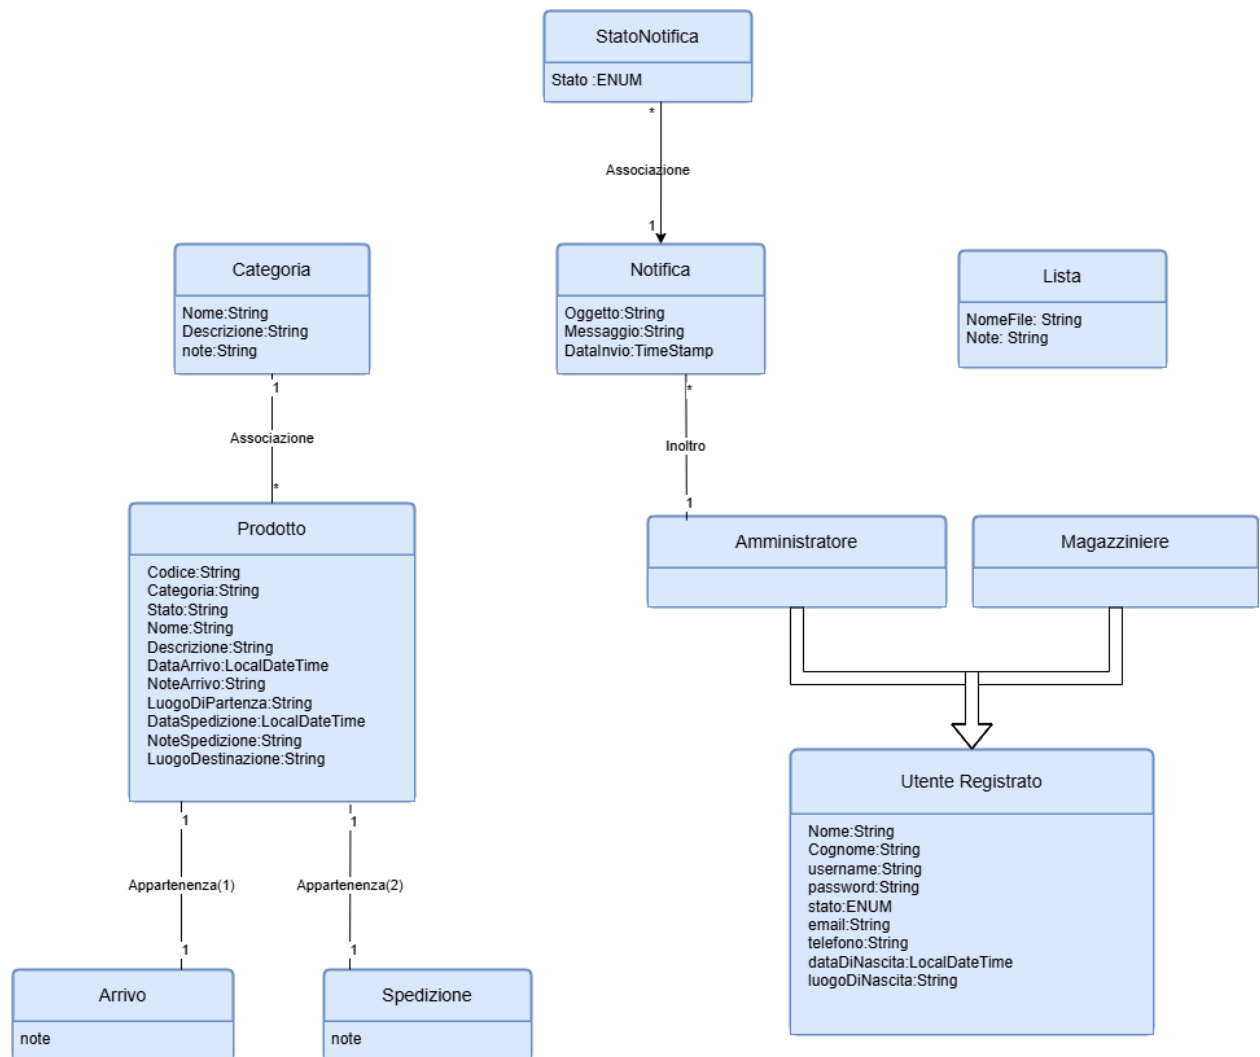 StatoNotifica
Stato :ENUM
*
Associazione
1
Categoria
Nome:String
Descrizione:String
note:String
Notifica
Oggetto:String
Messaggio:String
DataInvio:TimeStamp
Lista
NomeFile: String
Note: String
1
Associazione
*
*
Inoltro
1
Prodotto
Codice:String
Categoria:String
Stato:String
Nome:String
Descrizione:String
DataArrivo:LocalDateTime
NoteArrivo:String
LuogoDiPartenza:String
DataSpedizione:LocalDateTime
NoteSpedizione:String
LuogoDestinazione:String
Amministratore
Magazziniere
Utente Registrato
Nome:String
Cognome:String
username:String
password:String
stato:ENUM
email:String
telefono:String
dataDiNascita:LocalDateTime
luogoDiNascita:String
1
Appartenenza(1)
1
1
Appartenenza(2)
1
Arrivo
note
Spedizione
note